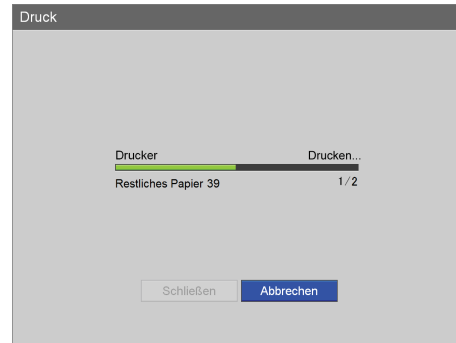 Druck
Drucker Drucken...
Restliches Papier 39 1/2
Schließen Abbrechen